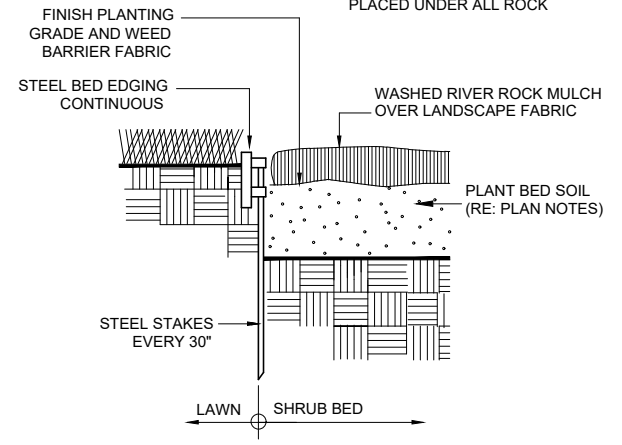 PLACED UNDER ALL ROCK
FINISH PLANTING
GRADE AND WEED
BARRIER FABRIC
STEEL BED EDGING
CONTINUOUS
WASHED RIVER ROCK MULCH
OVER LANDSCAPE FABRIC
PLANT BED SOIL
(RE: PLAN NOTES)
STEEL STAKES
EVERY 30"
LAWN
SHRUB BED